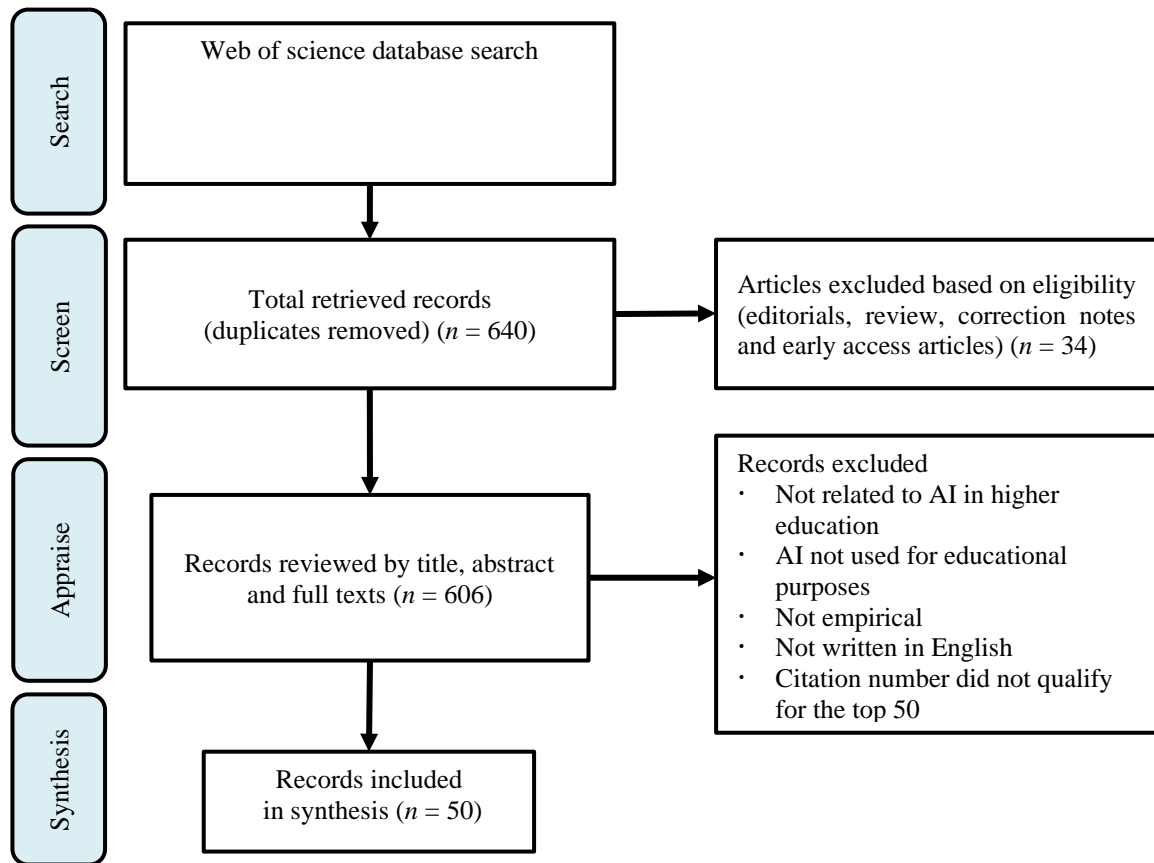 Search
Web of science database search
Screen
Total retrieved records
(duplicates removed) (n = 640)
Articles excluded based on eligibility
(editorials, review, correction notes
and early access articles) (n = 34)
Appraise
Records reviewed by title, abstract
and full texts (n = 606)
Records excluded
· Not related to AI in higher
education
· AI not used for educational
purposes
· Not empirical
· Not written in English
· Citation number did not qualify
for the top 50
Synthesis
Records included
in synthesis (n = 50)